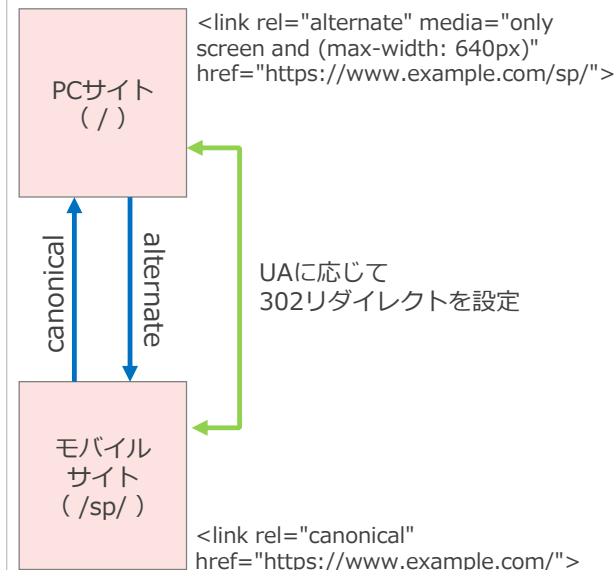 <link rel="alternate" media="only
screen and (max-width: 640px)"
href="https://www.example.com/sp/">
PCサイト
( / )
canonical
alternate
UAに応じて
302リダイレクトを設定
モバイル
サイト
( /sp/ )
<link rel="canonical"
href="https://www.example.com/">